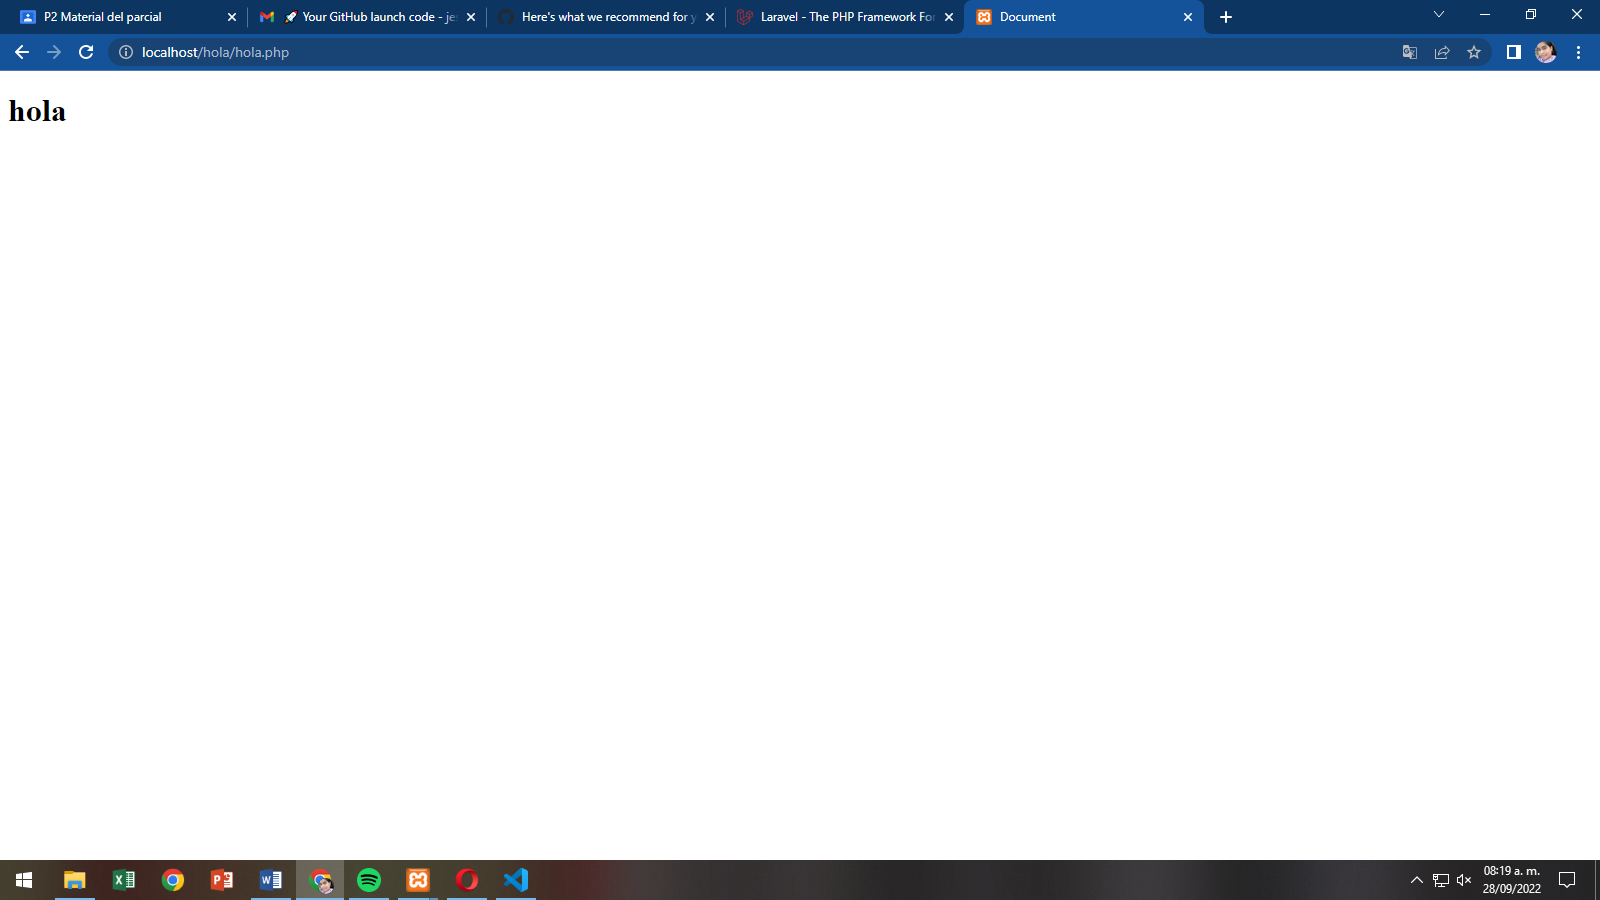 P2 Material del parcial
Your GitHub launch code - je
Here's what we recommend for y
Laravel - The PHP Framework For
Document
localhost/hola/hola.php
hola
08:19 a. m.
28/09/2022